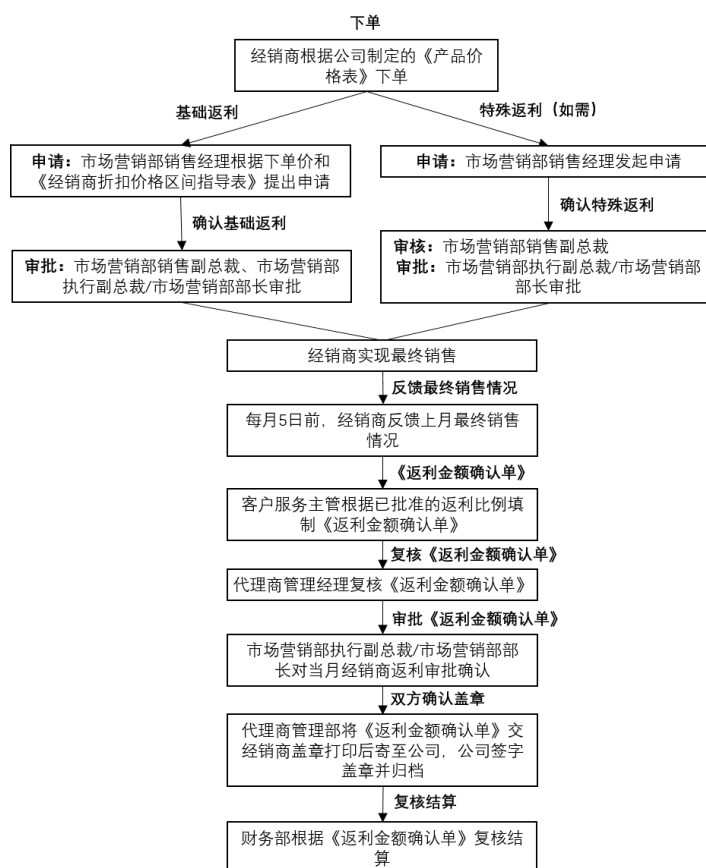 下单
经销商根据公司制定的《产品价
格表》下单
基础返利
特殊返利（如需）
申请：市场营销部销售经理根据下单价和
《经销商折扣价格区间指导表》提出申请
申请：市场营销部销售经理发起申请
确认基础返利
确认特殊返利
审批：市场营销部销售副总裁、市场营销部
执行副总裁/市场营销部部长审批
审核：市场营销部销售副总裁
审批：市场营销部执行副总裁/市场营销部
部长审批
经销商实现最终销售
反馈最终销售情况
每月5日前，经销商反馈上月最终销售
情况
《返利金额确认单》
客户服务主管根据已批准的返利比例填
制《返利金额确认单》
复核《返利金额确认单》
代理商管理经理复核《返利金额确认单》
审批《返利金额确认单》
市场营销部执行副总裁/市场营销部部
长对当月经销商返利审批确认
双方确认盖章
代理商管理部将《返利金额确认单》交
经销商盖章打印后寄至公司，公司签字
盖章并归档
复核结算
财务部根据《返利金额确认单》复核结
算